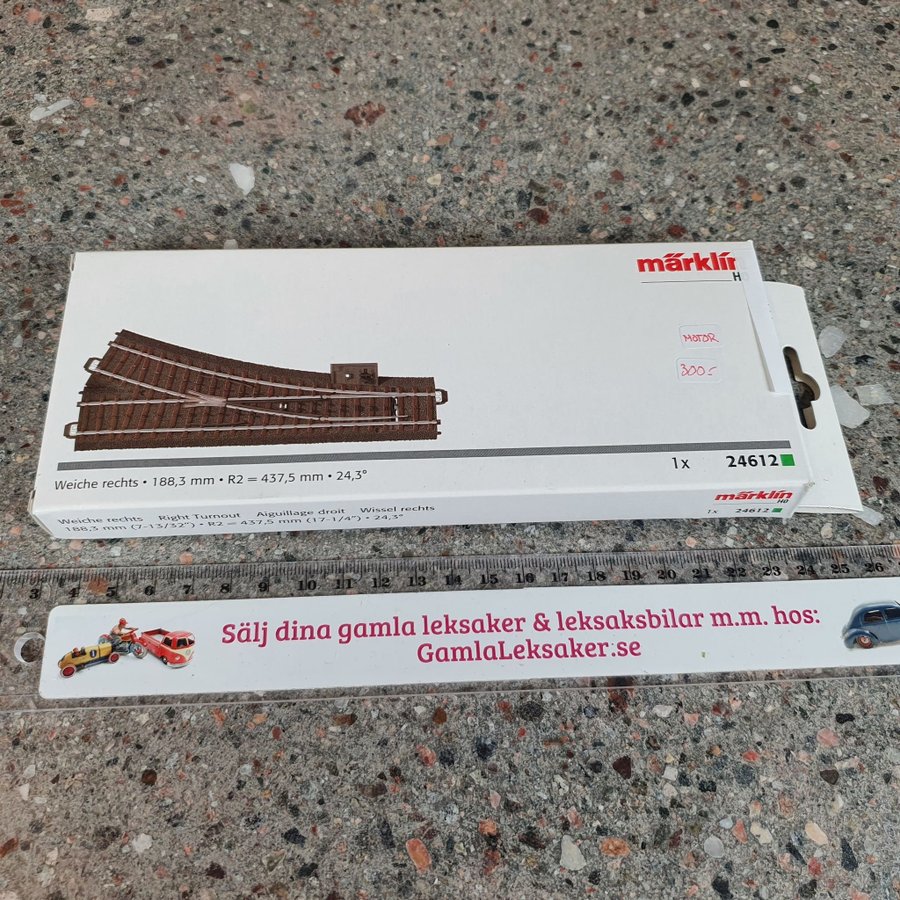 märklin
H0
MOTOR
300:-
1x 24612
Weiche rechts • 188,3 mm • R2 = 437,5 mm • 24,3°
märklin
H0
1x 24612
Weiche rechts Right Turnout Aiguillage droit Wissel rechts
188,3 mm (7-13/32") • R2 = 437,5 mm (17-1/4") • 24,3°
3 4 5 6 7 8 9 10 11 12 13 14 15 16 17 18 19 20 21 22 23 24 25 26
Sälj dina gamla leksaker & leksaksbilar m.m. hos:
GamlaLeksaker.se